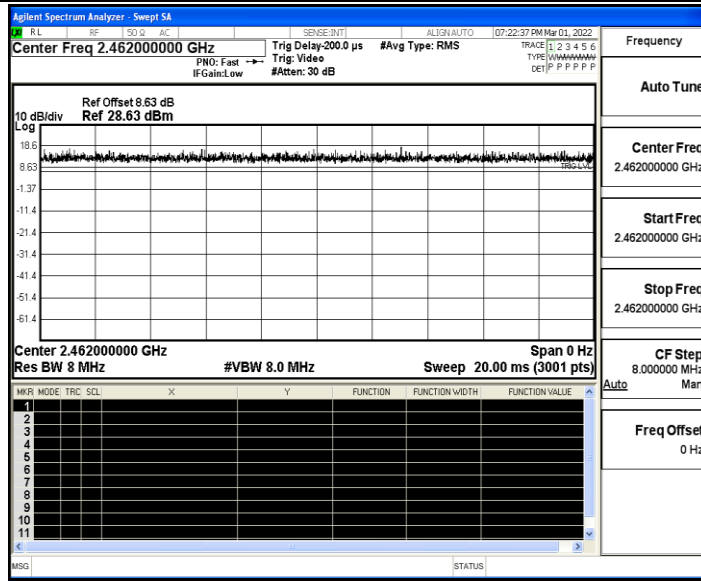 Agilent Spectrum Analyzer - Swept SA
RL RF 50 Ω AC SENSE:INT ALIGN AUTO 07:22:37 PM Mar 01, 2022
Center Freq 2.462000000 GHz
PNO: Fast
IFGain:Low
Trig Delay-200.0 µs
Trig: Video
#Atten: 30 dB
#Avg Type: RMS
TRACE 1 2 3 4 5 6
TYPE WWWWWW
DET P P P P P P
Ref Offset 8.63 dB
10 dB/div Ref 28.63 dBm
Log
18.6
8.63
TRIG LVL
-1.37
-11.4
-21.4
-31.4
-41.4
-51.4
-61.4
Center 2.462000000 GHz Span 0 Hz
Res BW 8 MHz #VBW 8.0 MHz Sweep 20.00 ms (3001 pts)
MKR MODE TRC SCL X Y FUNCTION FUNCTION WIDTH FUNCTION VALUE
1
2
3
4
5
6
7
8
9
10
11
MSG STATUS
Frequency
Auto Tune
Center Freq
2.462000000 GHz
Start Freq
2.462000000 GHz
Stop Freq
2.462000000 GHz
CF Step
8.000000 MHz
Auto Man
Freq Offset
0 Hz